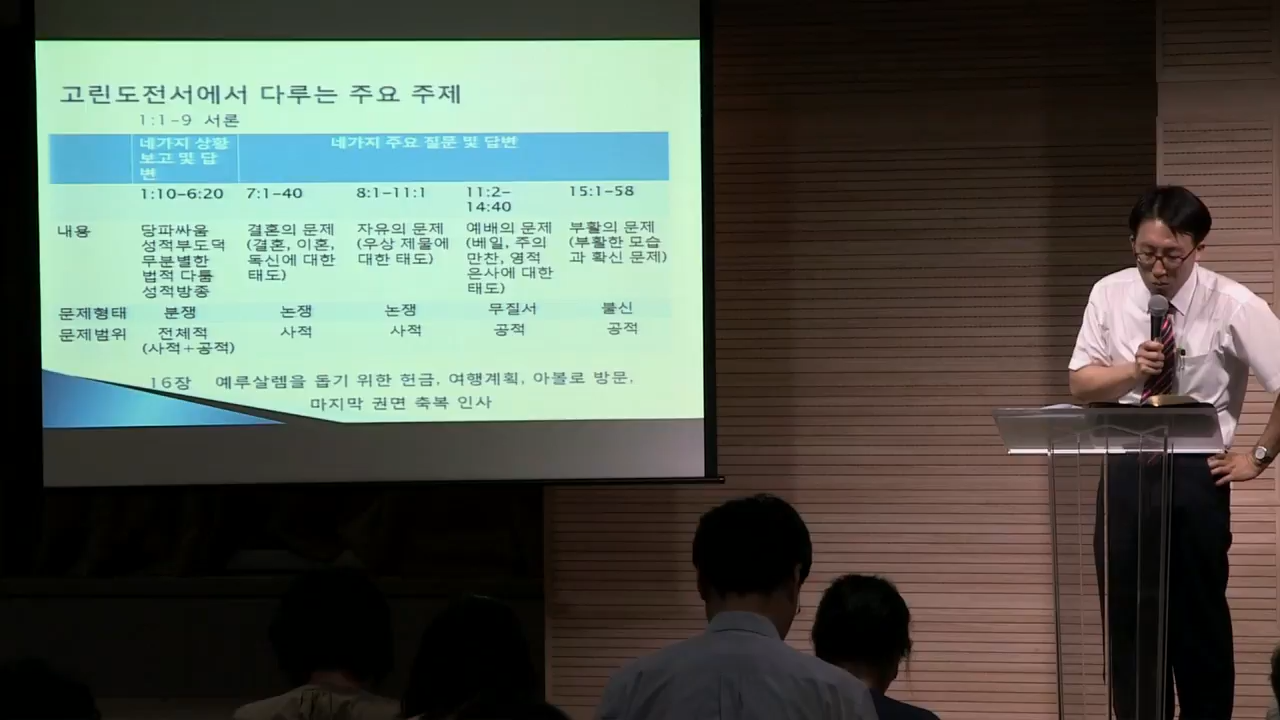 고린도전서에서 다루는 주요 주제
1:1-9 서론
네가지 상황 보고 및 답변
네가지 주요 질문 및 답변
1:10-6:20 7:1-40 8:1-11:1 11:2-14:40 15:1-58
내용
당파싸움
성적부도덕
무분별한
법적 다툼
성적방종
결혼의 문제
(결혼, 이혼,
독신에 대한
태도)
자유의 문제
(우상 제물에
대한 태도)
예배의 문제
(베일, 주의
만찬, 영적
은사에 대한
태도)
부활의 문제
(부활한 모습
과 확신 문제)
문제형태 분쟁 논쟁 논쟁 무질서 불신
문제범위 전체적 사적 사적 공적 공적
(사적+공적)
16장 예루살렘을 돕기 위한 헌금, 여행계획, 아볼로 방문,
마지막 권면 축복 인사